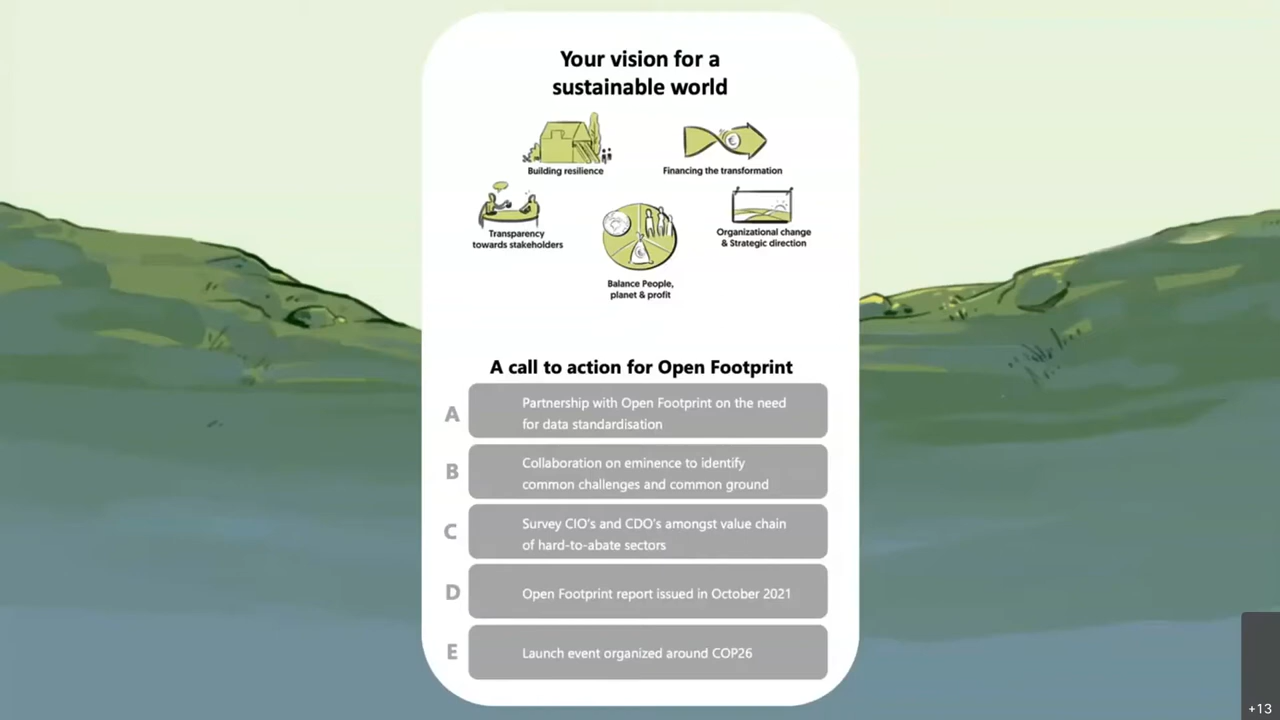 Your vision for a
sustainable world
Building resilience
Financing the transformation
Transparency
towards stakeholders
Organizational change
& Strategic direction
Balance People,
planet & profit
A call to action for Open Footprint
A
Partnership with Open Footprint on the need
for data standardisation
B
Collaboration on eminence to identify
common challenges and common ground
C
Survey CIO's and CDO's amongst value chain
of hard-to-abate sectors
D
Open Footprint report issued in October 2021
E
Launch event organized around COP26
+13